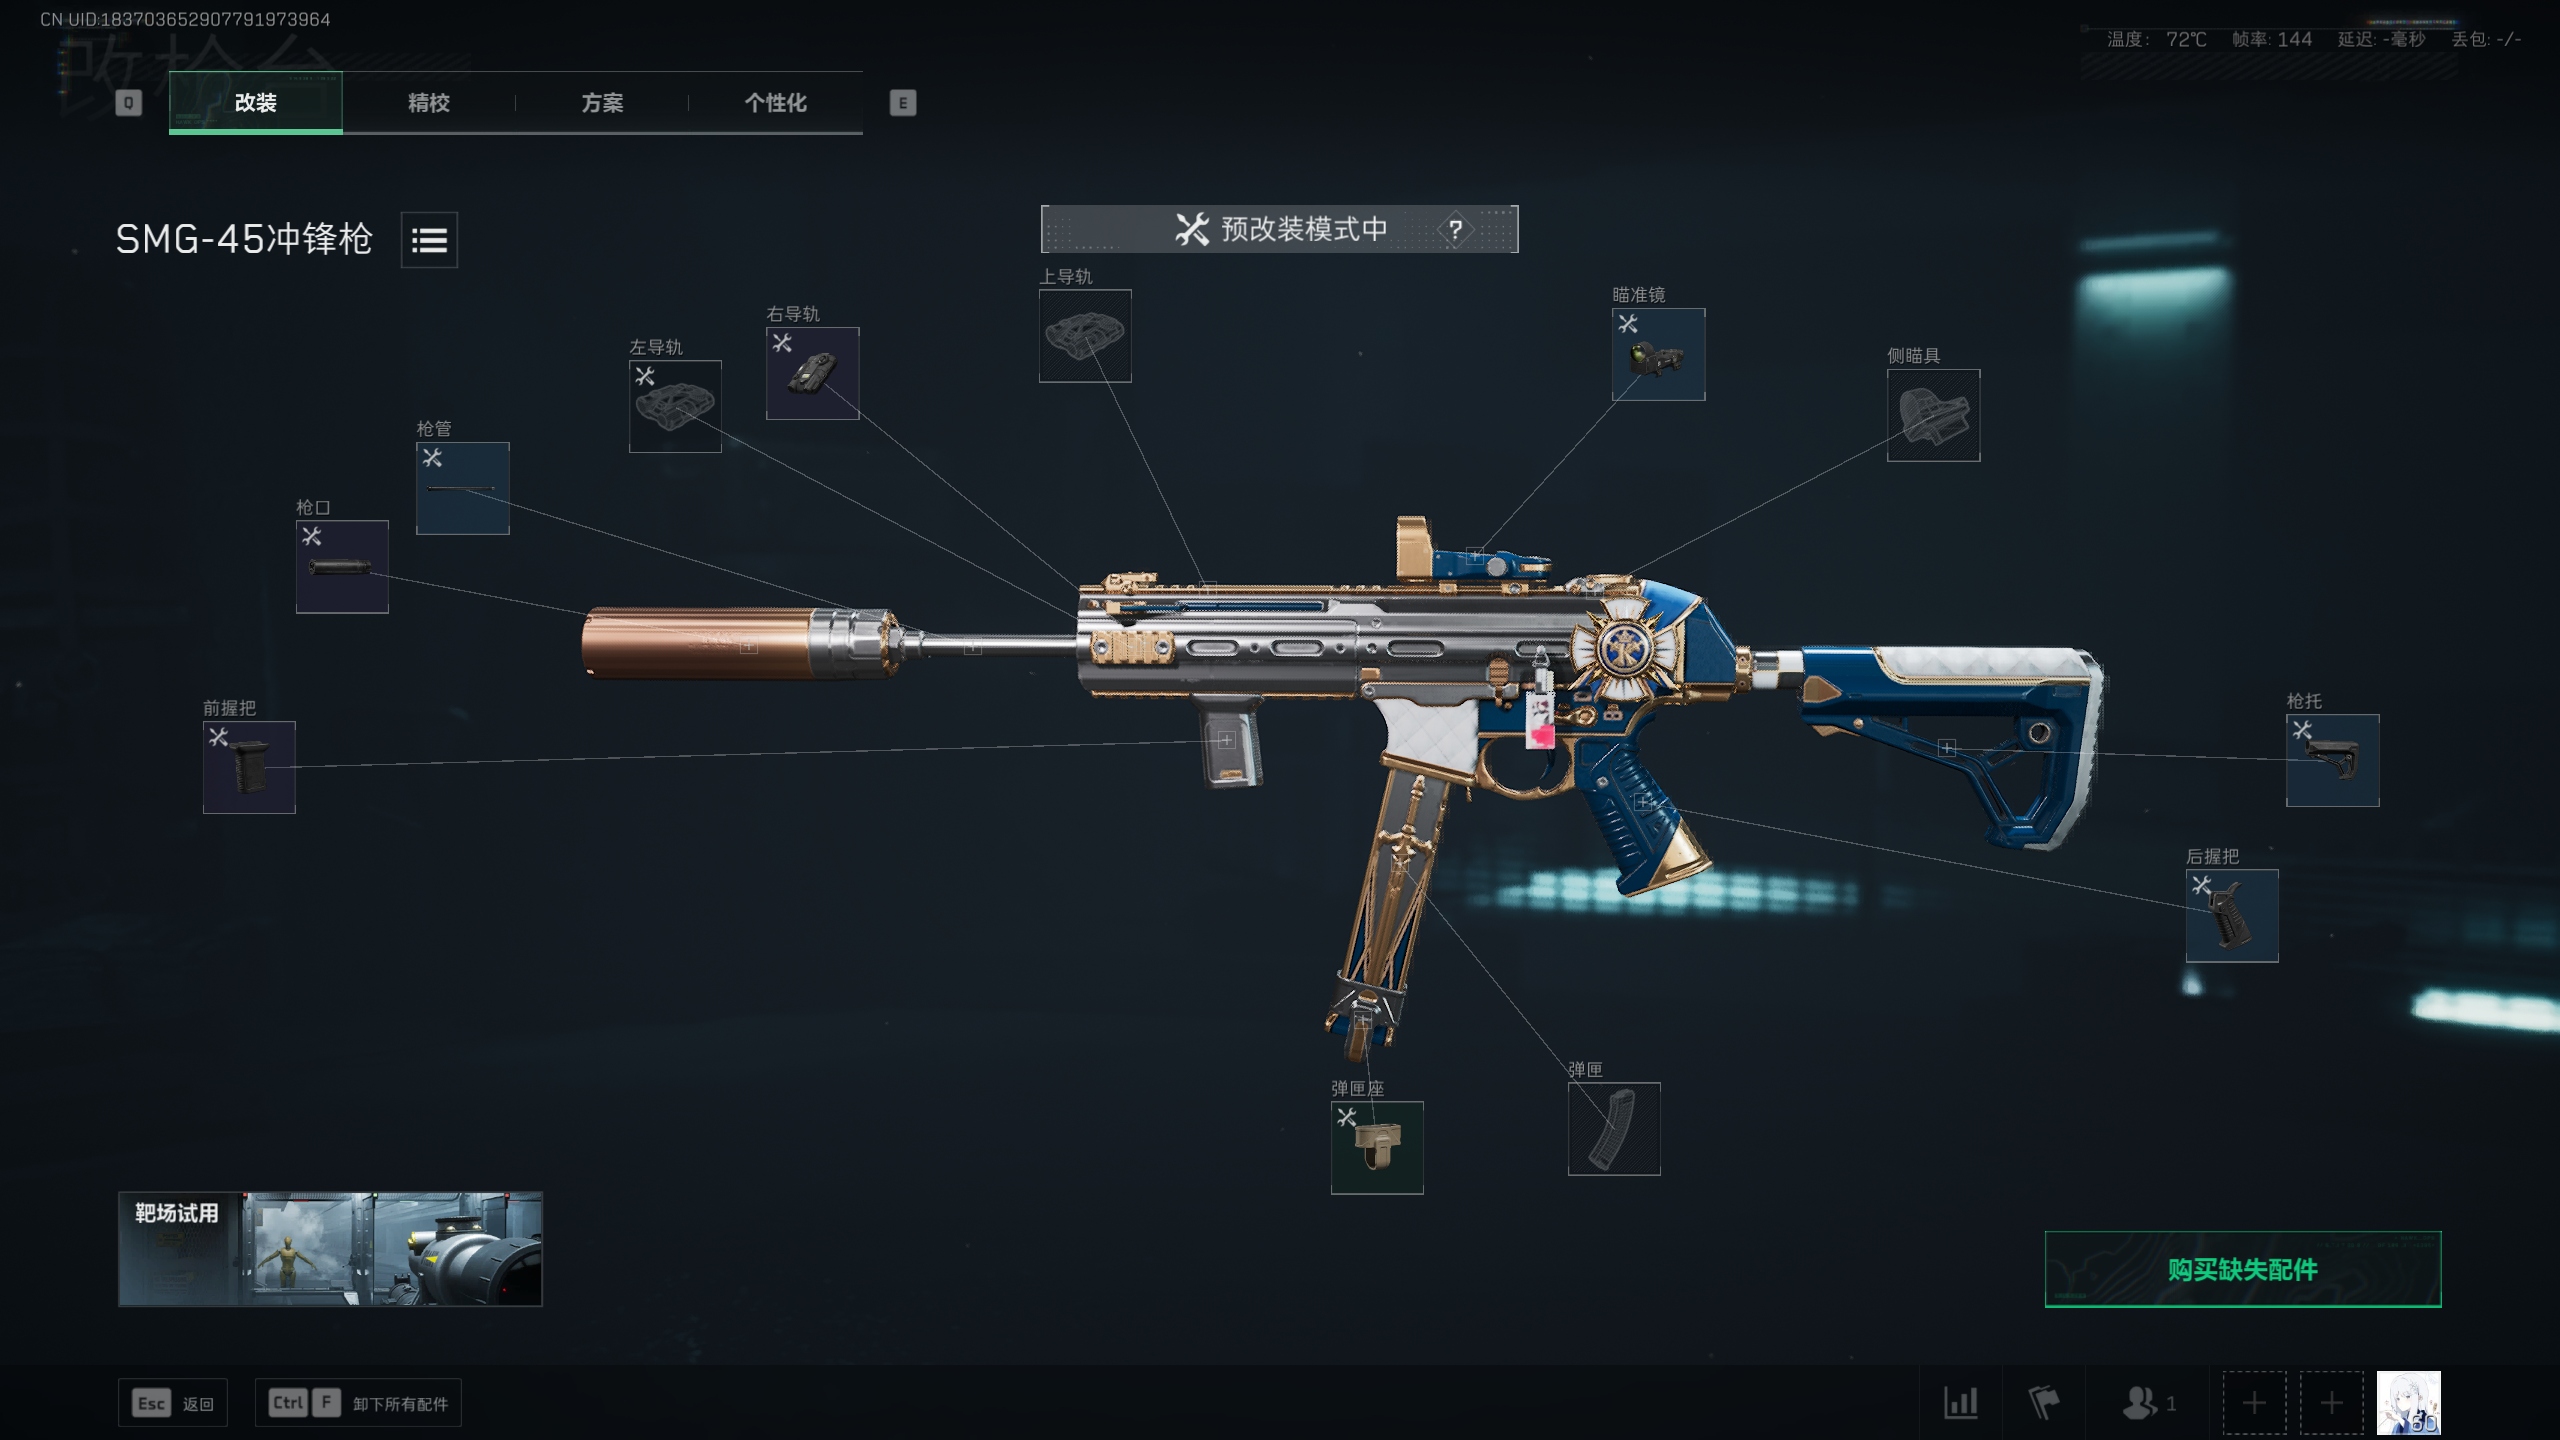 CN UID:183703652907791973964
改枪台
温度: 72℃ 帧率: 144 延迟: -毫秒 丢包: -/-
Q 改装 精校 方案 个性化 E
SMG-45冲锋枪
预改装模式中 ?
上导轨
瞄准镜
右导轨
左导轨
侧瞄具
枪管
枪口
前握把
枪托
后握把
弹匣
弹匣座
靶场试用
购买缺失配件
Esc 返回 Ctrl F 卸下所有配件
1
60